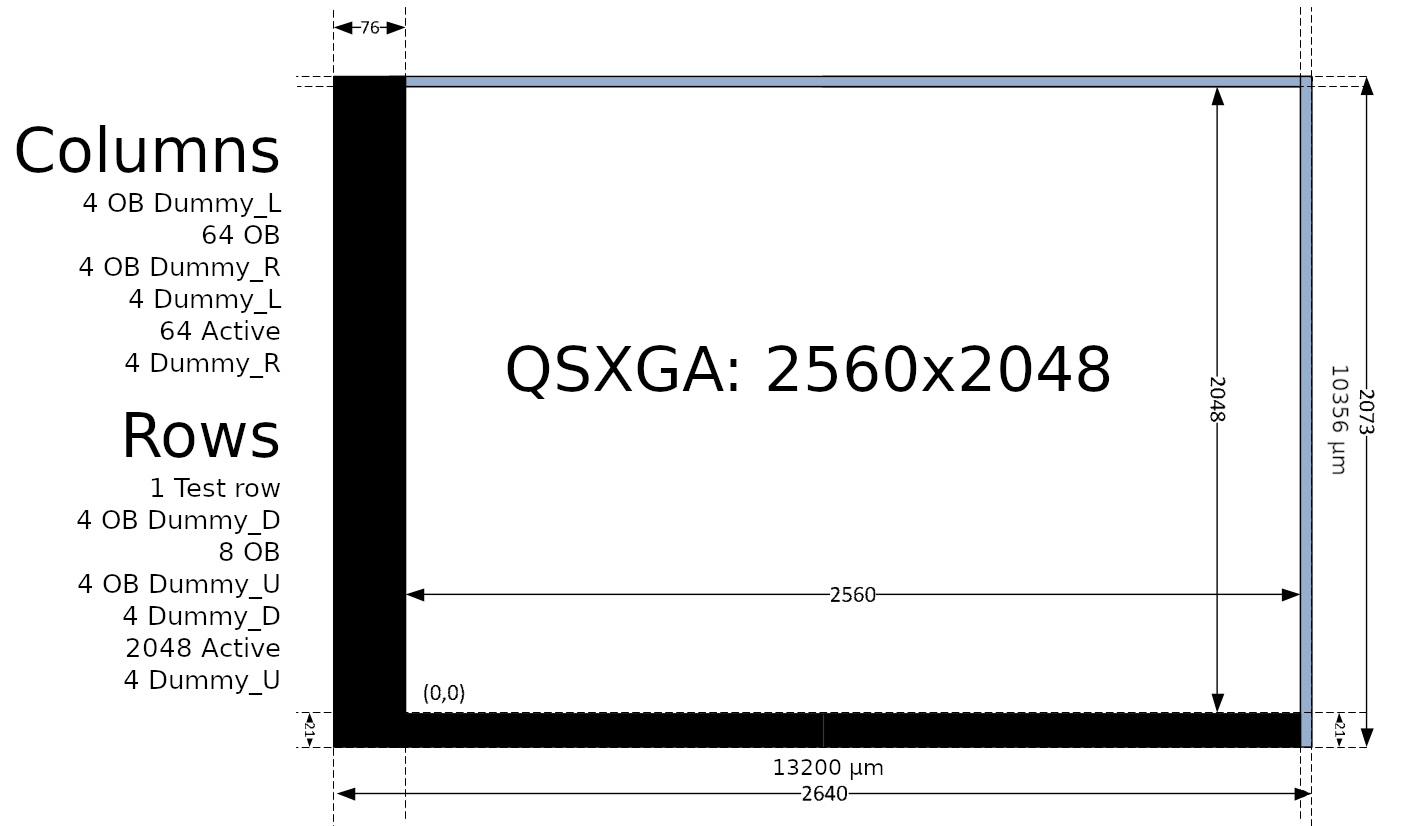 76
Columns
4 OB Dummy_L
64 OB
4 OB Dummy_R
4 Dummy_L
64 Active
4 Dummy_R
QSXGA: 2560x2048
2048
10356 µm
2073
Rows
1 Test row
4 OB Dummy_D
8 OB
4 OB Dummy_U
4 Dummy_D
2048 Active
4 Dummy_U
2560
(0,0)
21
21
13200 µm
2640